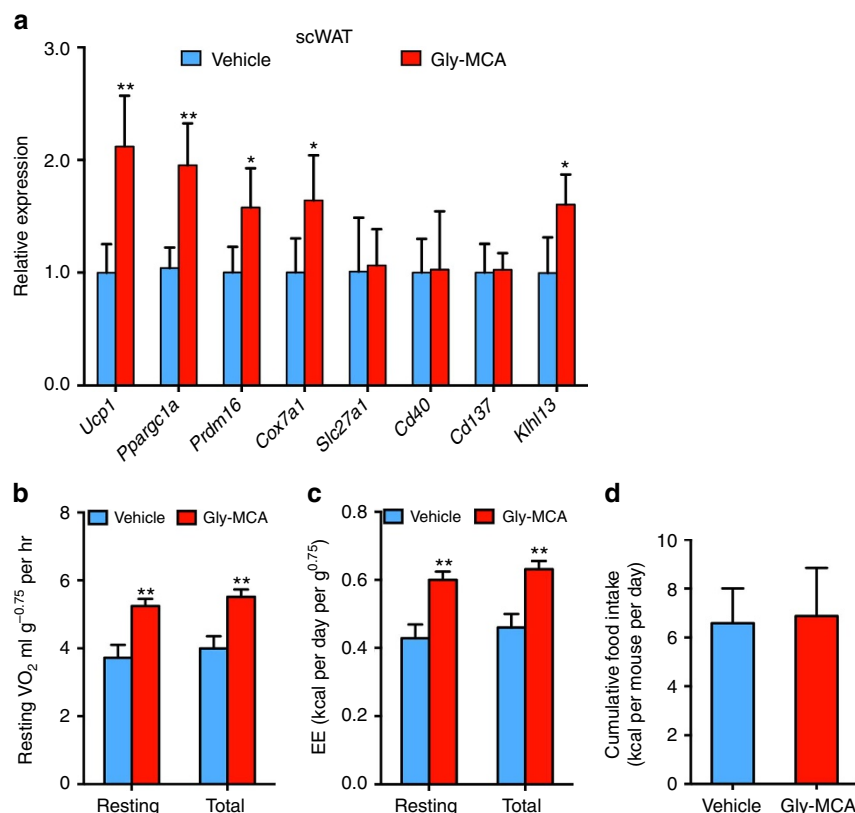 a
scWAT
Vehicle
Gly-MCA
Relative expression
3.0
2.0
1.0
0.0
**
**
*
*
*
Ucp1
Ppargc1a
Prdm16
Cox7a1
Slc27a1
Cd40
Cd137
Klhl13
b
Vehicle
Gly-MCA
Resting VO2 ml g–0.75 per hr
8
6
4
2
0
**
**
Resting
Total
c
Vehicle
Gly-MCA
EE (kcal per day per g0.75)
0.8
0.6
0.4
0.2
0.0
**
**
Resting
Total
d
Cumulative food intake
(kcal per mouse per day)
10
8
6
4
2
0
Vehicle
Gly-MCA